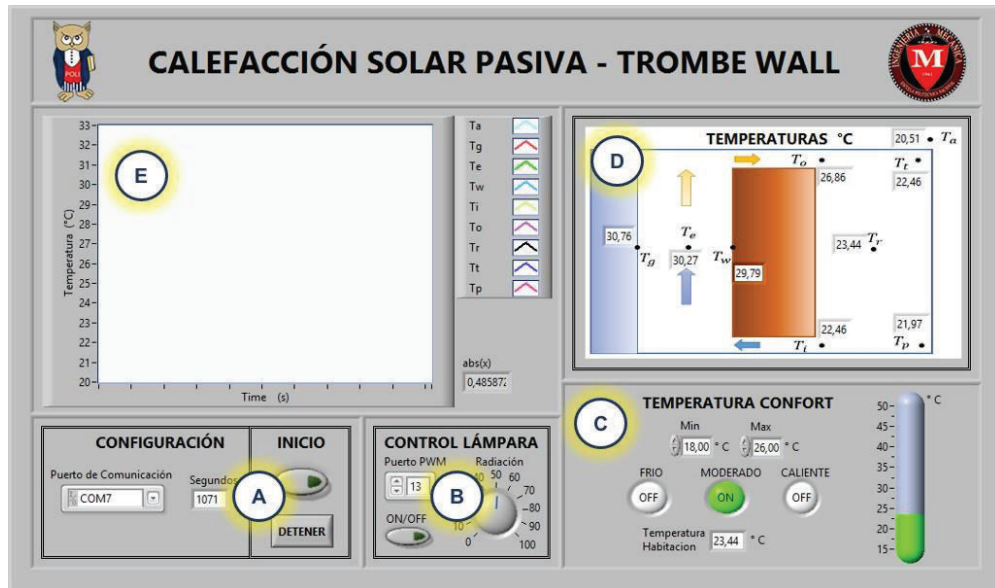 CALEFACCIÓN SOLAR PASIVA - TROMBE WALL
POLI
INGENIERÍA MECÁNICA
M
E
33
32
31
30
29
28
27
26
25
24
23
22
21
20
Temperatura (°C)
Time (s)
Ta
Tg
Te
Tw
Ti
To
Tr
Tt
Tp
abs(x)
0,485872
D
TEMPERATURAS °C
20,51 • Ta
To
Tt
26,86
22,46
30,76
Tg
Te
30,27
Tw
29,79
23,44 Tr
22,46
Ti
21,97
Tp
CONFIGURACIÓN
Puerto de Comunicación
COM7
Segundos
1071
A
INICIO
DETENER
CONTROL LÁMPARA
Puerto PWM
13
ON/OFF
B
Radiación
0
10
50
60
70
80
90
100
C
TEMPERATURA CONFORT
Min
Max
18,00 ° C
26,00 ° C
FRIO
MODERADO
CALIENTE
OFF
ON
OFF
Temperatura
Habitacion
23,44 ° C
° C
50
45
40
35
30
25
20
15